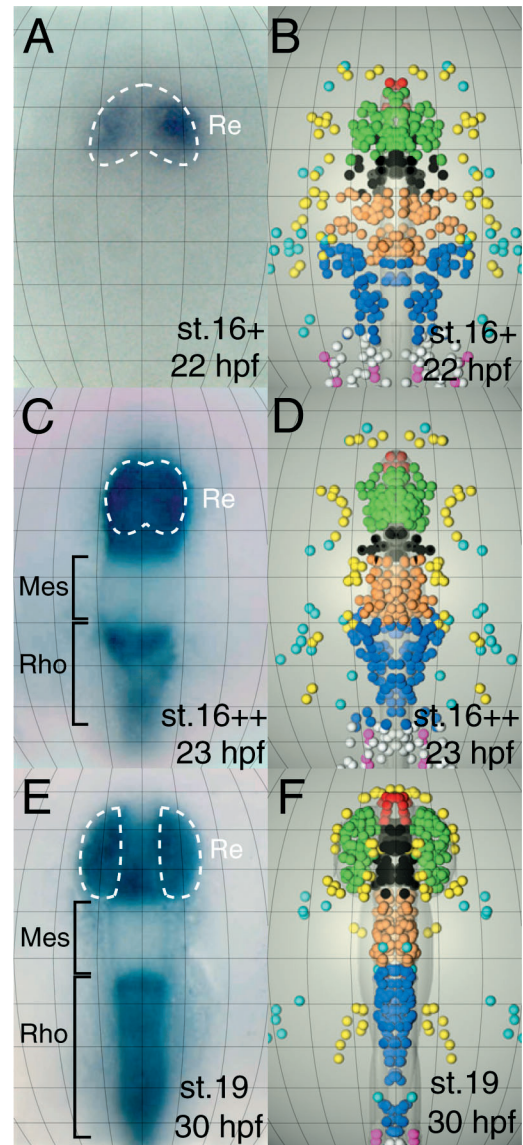 A
Re
st.16+
22 hpf
B
st.16+
22 hpf
C
Re
Mes
Rho
st.16++
23 hpf
D
st.16++
23 hpf
E
Re
Mes
Rho
st.19
30 hpf
F
st.19
30 hpf